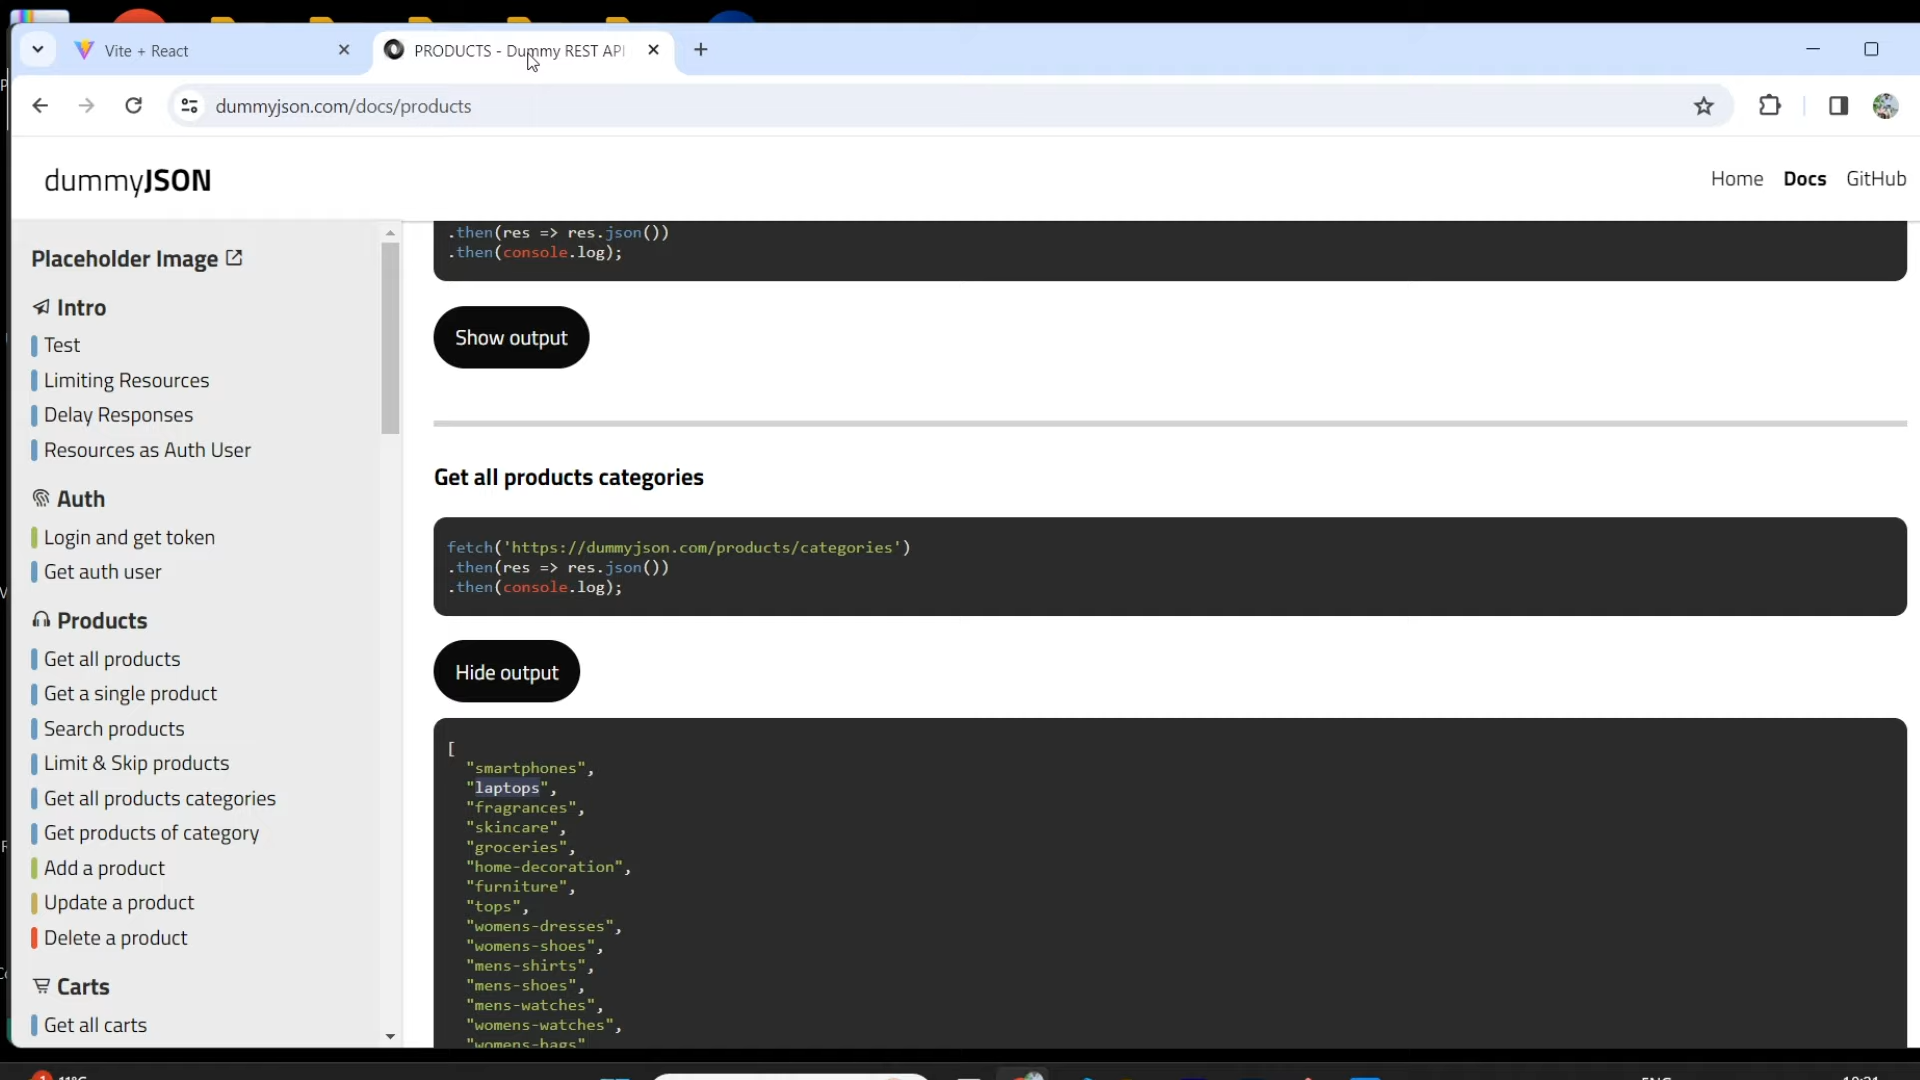 Vite + React
PRODUCTS - Dummy REST API
dummyjson.com/docs/products
dummyJSON
Home Docs GitHub
Placeholder Image
Intro
Test
Limiting Resources
Delay Responses
Resources as Auth User
Auth
Login and get token
Get auth user
Products
Get all products
Get a single product
Search products
Limit & Skip products
Get all products categories
Get products of category
Add a product
Update a product
Delete a product
Carts
Get all carts
.then(res => res.json())
.then(console.log);
Show output
Get all products categories
fetch('https://dummyjson.com/products/categories')
.then(res => res.json())
.then(console.log);
Hide output
[
"smartphones",
"laptops",
"fragrances",
"skincare",
"groceries",
"home-decoration",
"furniture",
"tops",
"womens-dresses",
"womens-shoes",
"mens-shirts",
"mens-shoes",
"mens-watches",
"womens-watches",
"womens-bags"